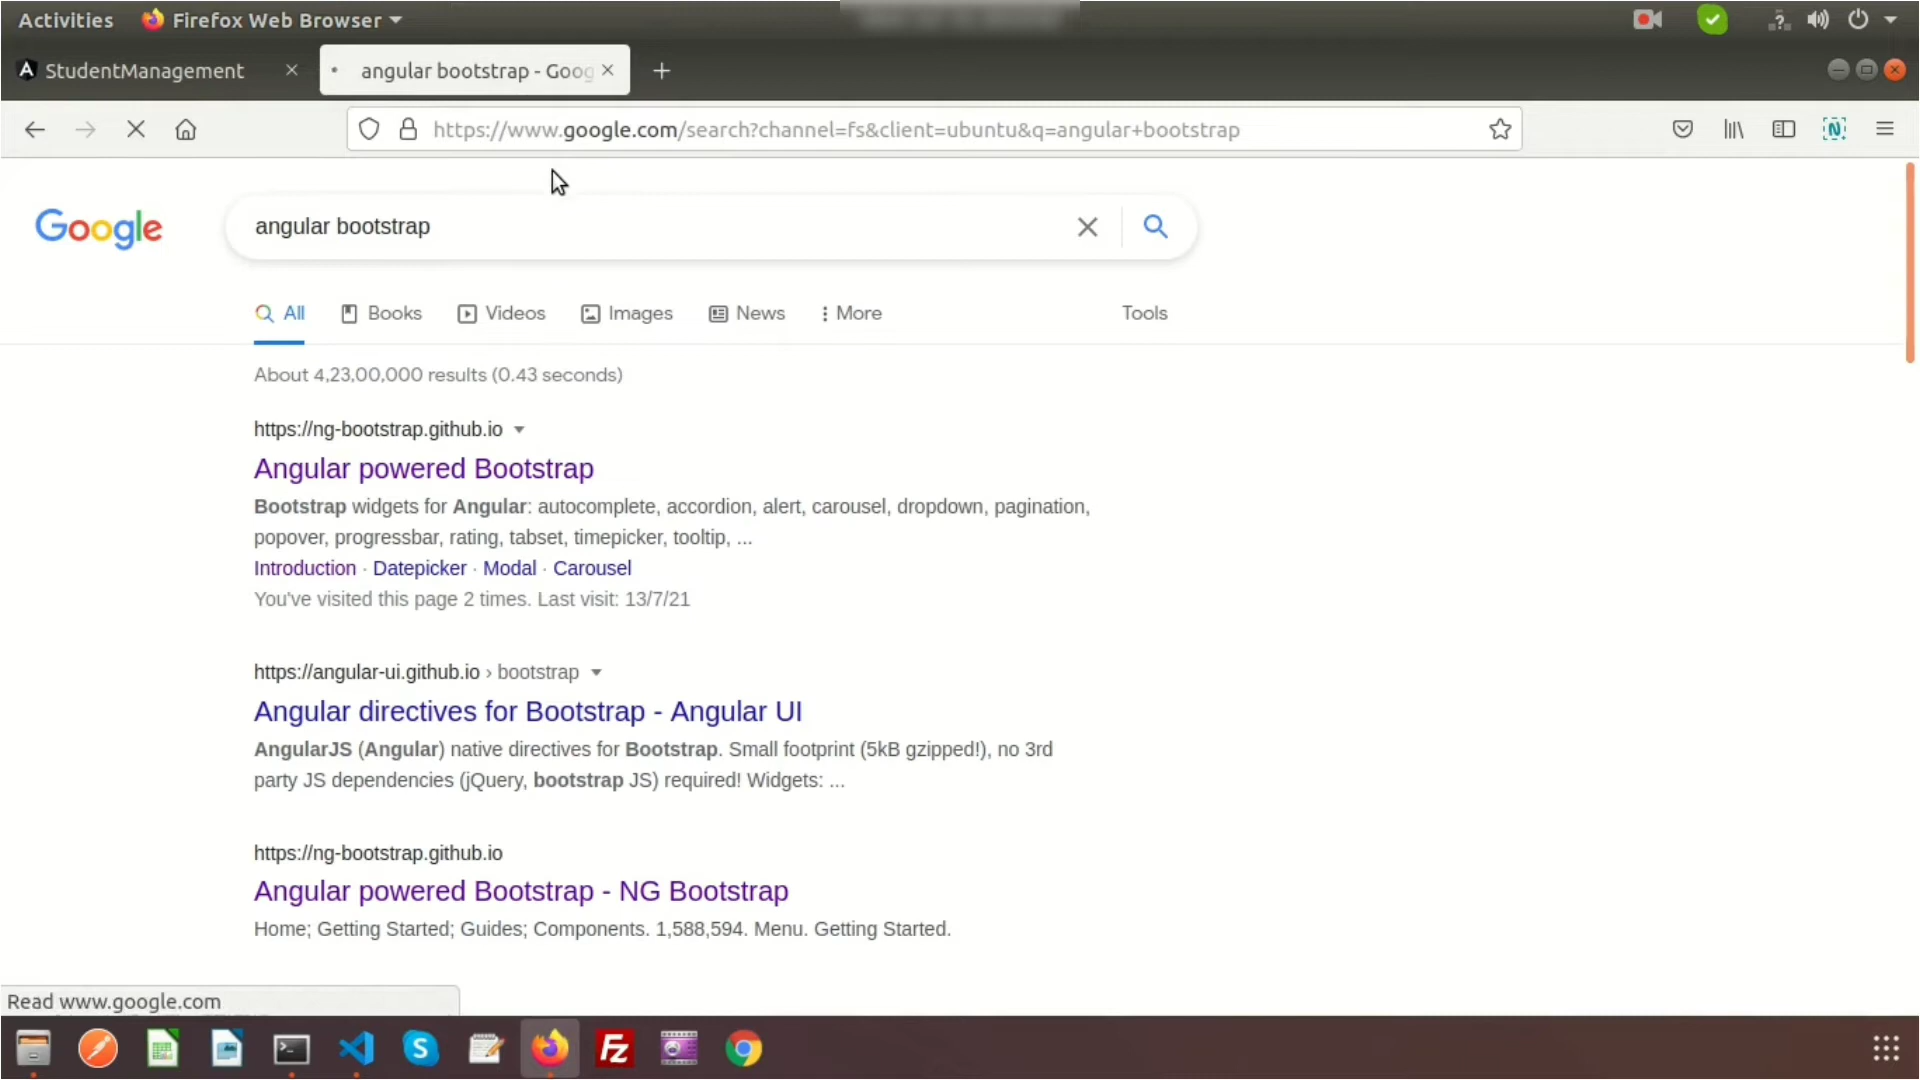 Activities Firefox Web Browser
StudentManagement angular bootstrap - Goog
https://www.google.com/search?channel=fs&client=ubuntu&q=angular+bootstrap
Google angular bootstrap
All Books Videos Images News More Tools
About 4,23,00,000 results (0.43 seconds)
https://ng-bootstrap.github.io
Angular powered Bootstrap
Bootstrap widgets for Angular: autocomplete, accordion, alert, carousel, dropdown, pagination,
popover, progressbar, rating, tabset, timepicker, tooltip, ...
Introduction · Datepicker · Modal · Carousel
You've visited this page 2 times. Last visit: 13/7/21
https://angular-ui.github.io › bootstrap
Angular directives for Bootstrap - Angular UI
AngularJS (Angular) native directives for Bootstrap. Small footprint (5kB gzipped!), no 3rd
party JS dependencies (jQuery, bootstrap JS) required! Widgets: ...
https://ng-bootstrap.github.io
Angular powered Bootstrap - NG Bootstrap
Home; Getting Started; Guides; Components. 1,588,594. Menu. Getting Started.
Read www.google.com